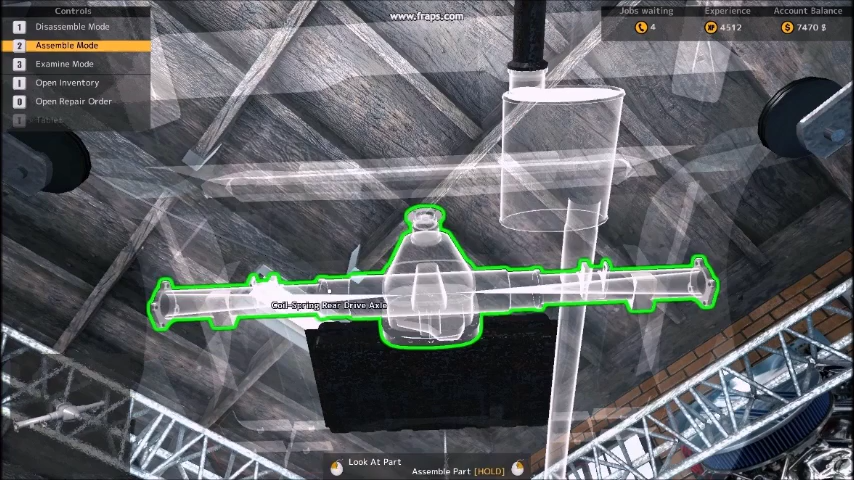 Controls
1 Disassemble Mode
2 Assemble Mode
3 Examine Mode
I Open Inventory
O Open Repair Order
T Tablet
www.fraps.com
Jobs waiting Experience Account Balance
4 4512 7470 $
Coil-Spring Rear Drive Axle
Look At Part
Assemble Part [HOLD]